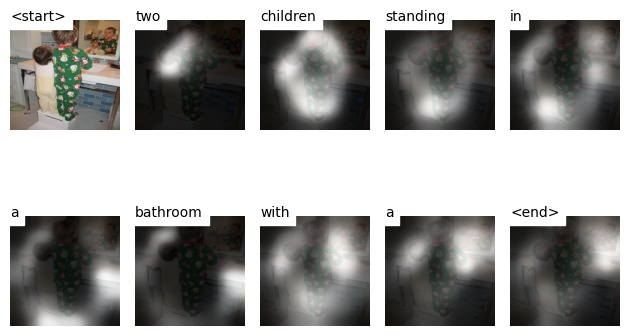 <start> two children standing in
a bathroom with a <end>